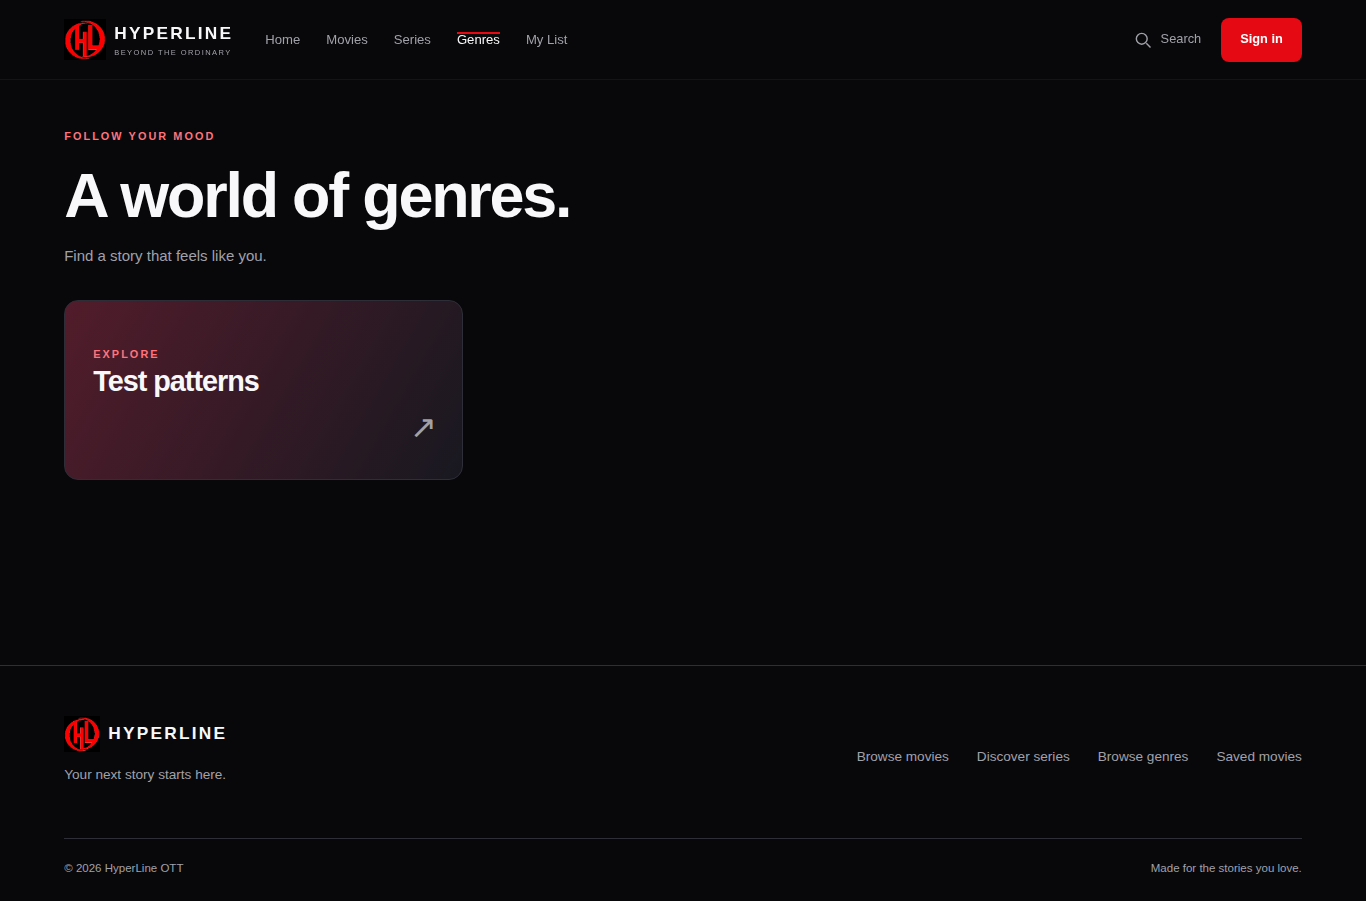 HYPERLINE
BEYOND THE ORDINARY
Home Movies Series Genres My List
Search
Sign in
FOLLOW YOUR MOOD
A world of genres.
Find a story that feels like you.
EXPLORE
Test patterns
↗
HYPERLINE
Your next story starts here.
Browse movies Discover series Browse genres Saved movies
© 2026 HyperLine OTT
Made for the stories you love.